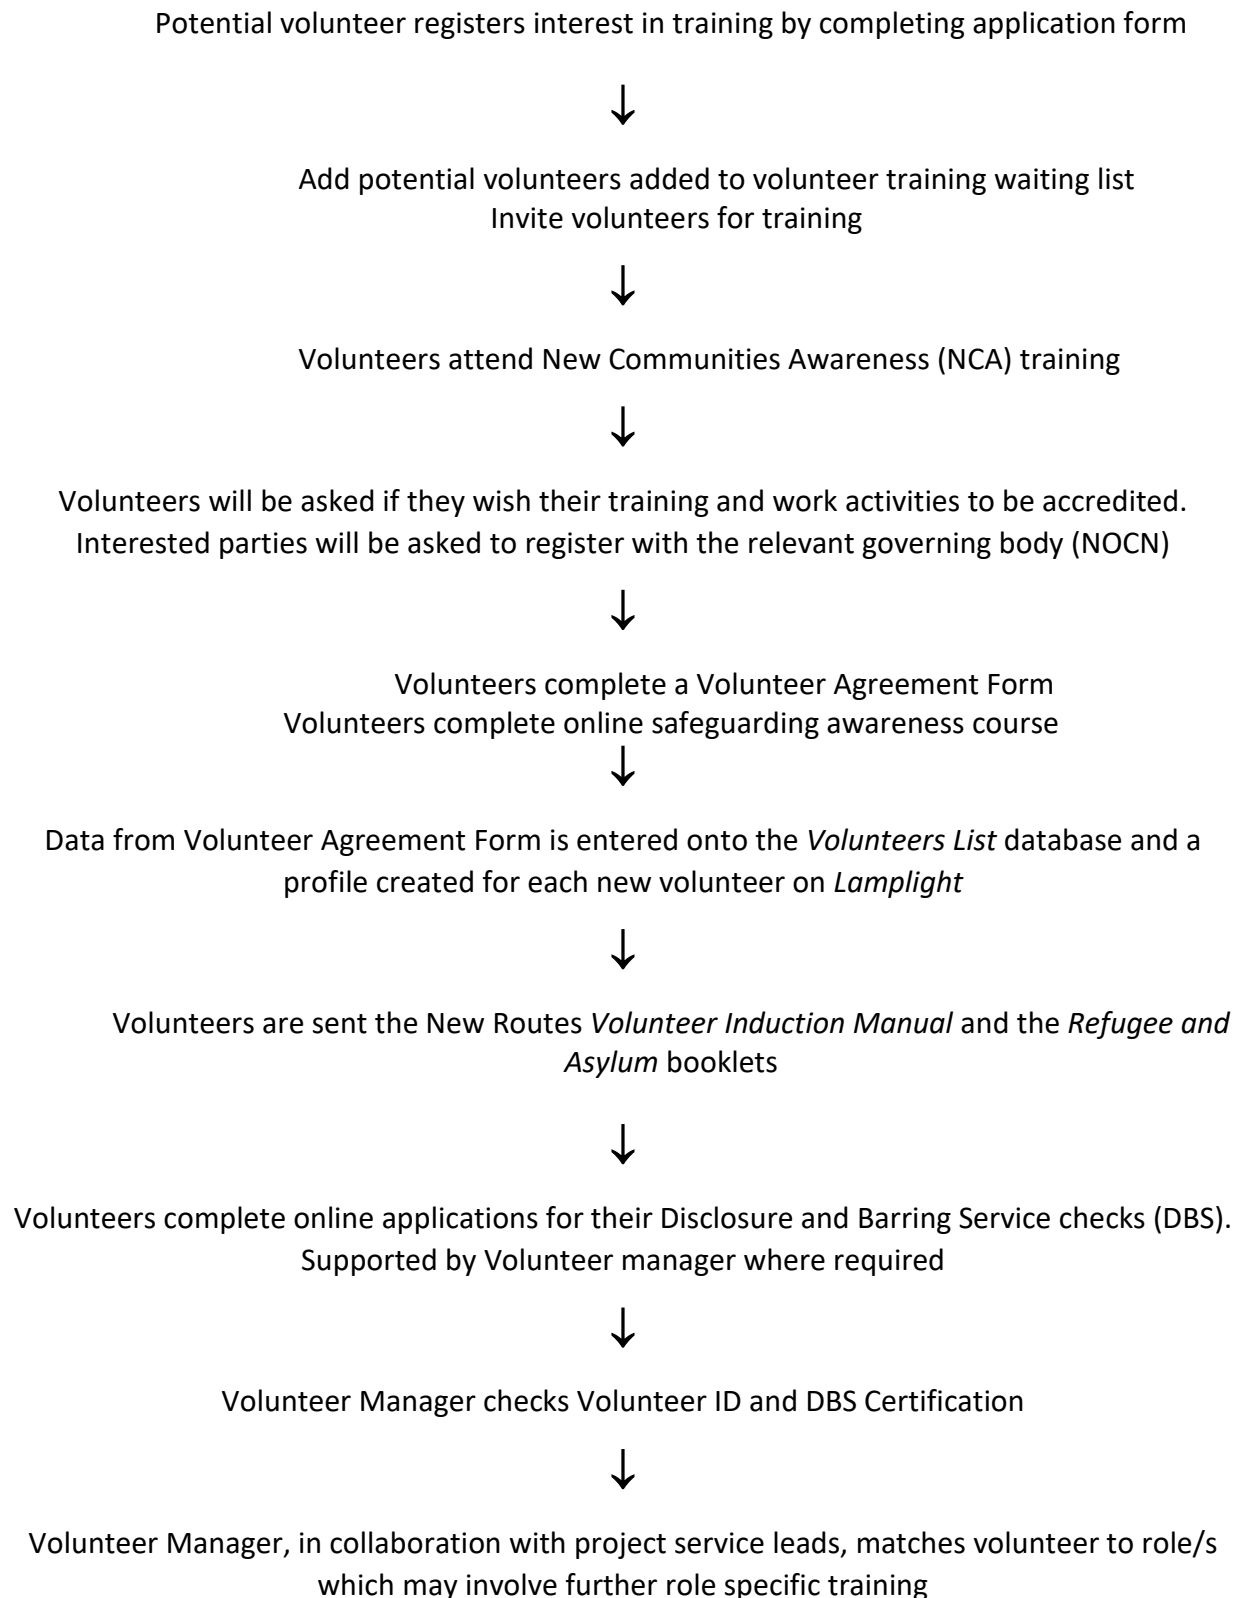 Potential volunteer registers interest in training by completing application form
↓
Add potential volunteers added to volunteer training waiting list
Invite volunteers for training
↓
Volunteers attend New Communities Awareness (NCA) training
↓
Volunteers will be asked if they wish their training and work activities to be accredited.
Interested parties will be asked to register with the relevant governing body (NOCN)
↓
Volunteers complete a Volunteer Agreement Form
Volunteers complete online safeguarding awareness course
↓
Data from Volunteer Agreement Form is entered onto the Volunteers List database and a
profile created for each new volunteer on Lamplight
↓
Volunteers are sent the New Routes Volunteer Induction Manual and the Refugee and
Asylum booklets
↓
Volunteers complete online applications for their Disclosure and Barring Service checks (DBS).
Supported by Volunteer manager where required
↓
Volunteer Manager checks Volunteer ID and DBS Certification
↓
Volunteer Manager, in collaboration with project service leads, matches volunteer to role/s
which may involve further role specific training